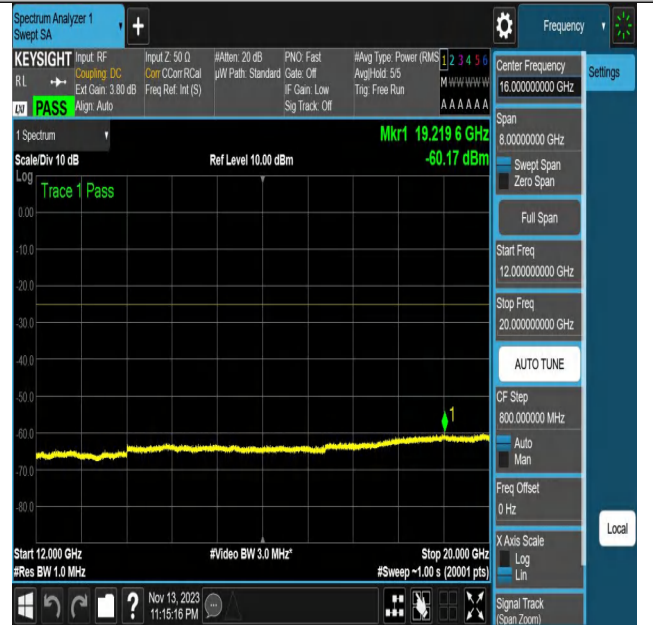 Spectrum Analyzer 1
Swept SA
+
Frequency
KEYSIGHT
RL
LXI PASS
Input: RF
Coupling: DC
Ext Gain: 3.80 dB
Align: Auto
Input Z: 50 Ω
Corr CCorr RCal
Freq Ref: Int (S)
#Atten: 20 dB
µW Path: Standard
PNO: Fast
Gate: Off
IF Gain: Low
Sig Track: Off
#Avg Type: Power (RMS
Avg|Hold: 5/5
Trig: Free Run
1 2 3 4 5 6
M W W W W W
A A A A A A
1 Spectrum
Scale/Div 10 dB
Ref Level 10.00 dBm
Mkr1 19.219 6 GHz
-60.17 dBm
Log
Trace 1 Pass
0.00
-10.0
-20.0
-30.0
-40.0
-50.0
-60.0
-70.0
-80.0
1
Start 12.000 GHz
#Res BW 1.0 MHz
#Video BW 3.0 MHz*
Stop 20.000 GHz
#Sweep ~1.00 s (20001 pts)
Nov 13, 2023
11:15:16 PM
?
Center Frequency
16.000000000 GHz
Settings
Span
8.00000000 GHz
Swept Span
Zero Span
Full Span
Start Freq
12.000000000 GHz
Stop Freq
20.000000000 GHz
AUTO TUNE
CF Step
800.000000 MHz
Auto
Man
Freq Offset
0 Hz
X Axis Scale
Log
Lin
Local
Signal Track
(Span Zoom)